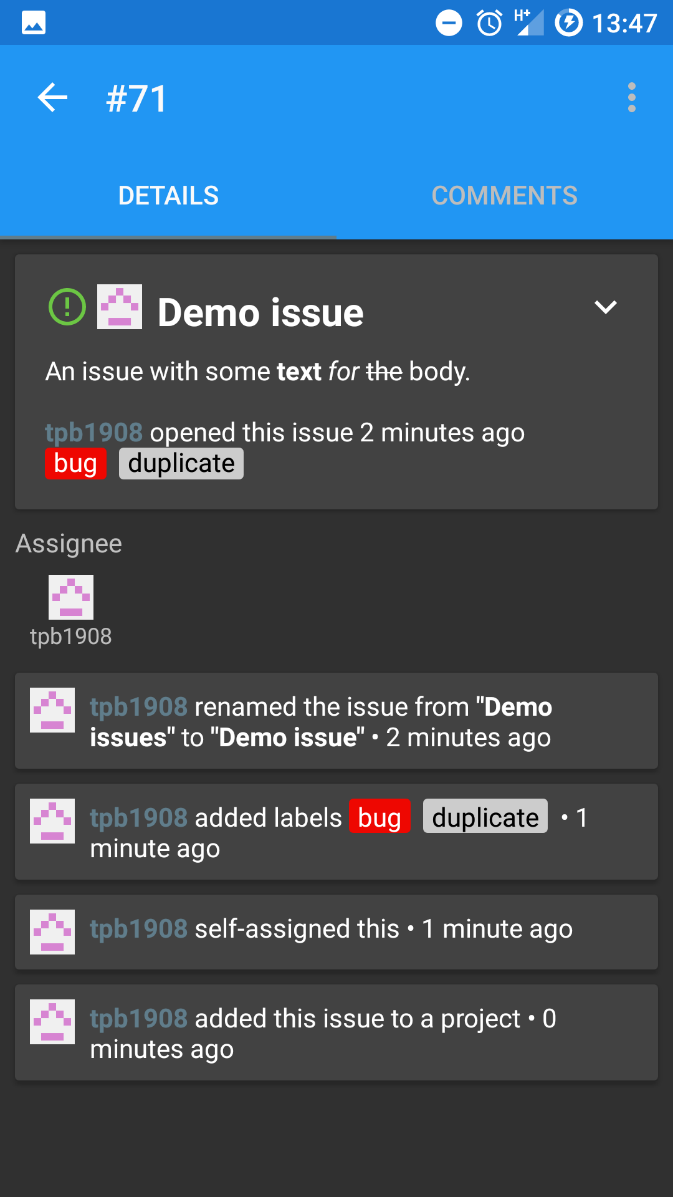 H+ 13:47
#71
DETAILS COMMENTS
Demo issue
An issue with some text for the body.
tpb1908 opened this issue 2 minutes ago
bug duplicate
Assignee
tpb1908
tpb1908 renamed the issue from "Demo
issues" to "Demo issue" • 2 minutes ago
tpb1908 added labels bug duplicate • 1
minute ago
tpb1908 self-assigned this • 1 minute ago
tpb1908 added this issue to a project • 0
minutes ago